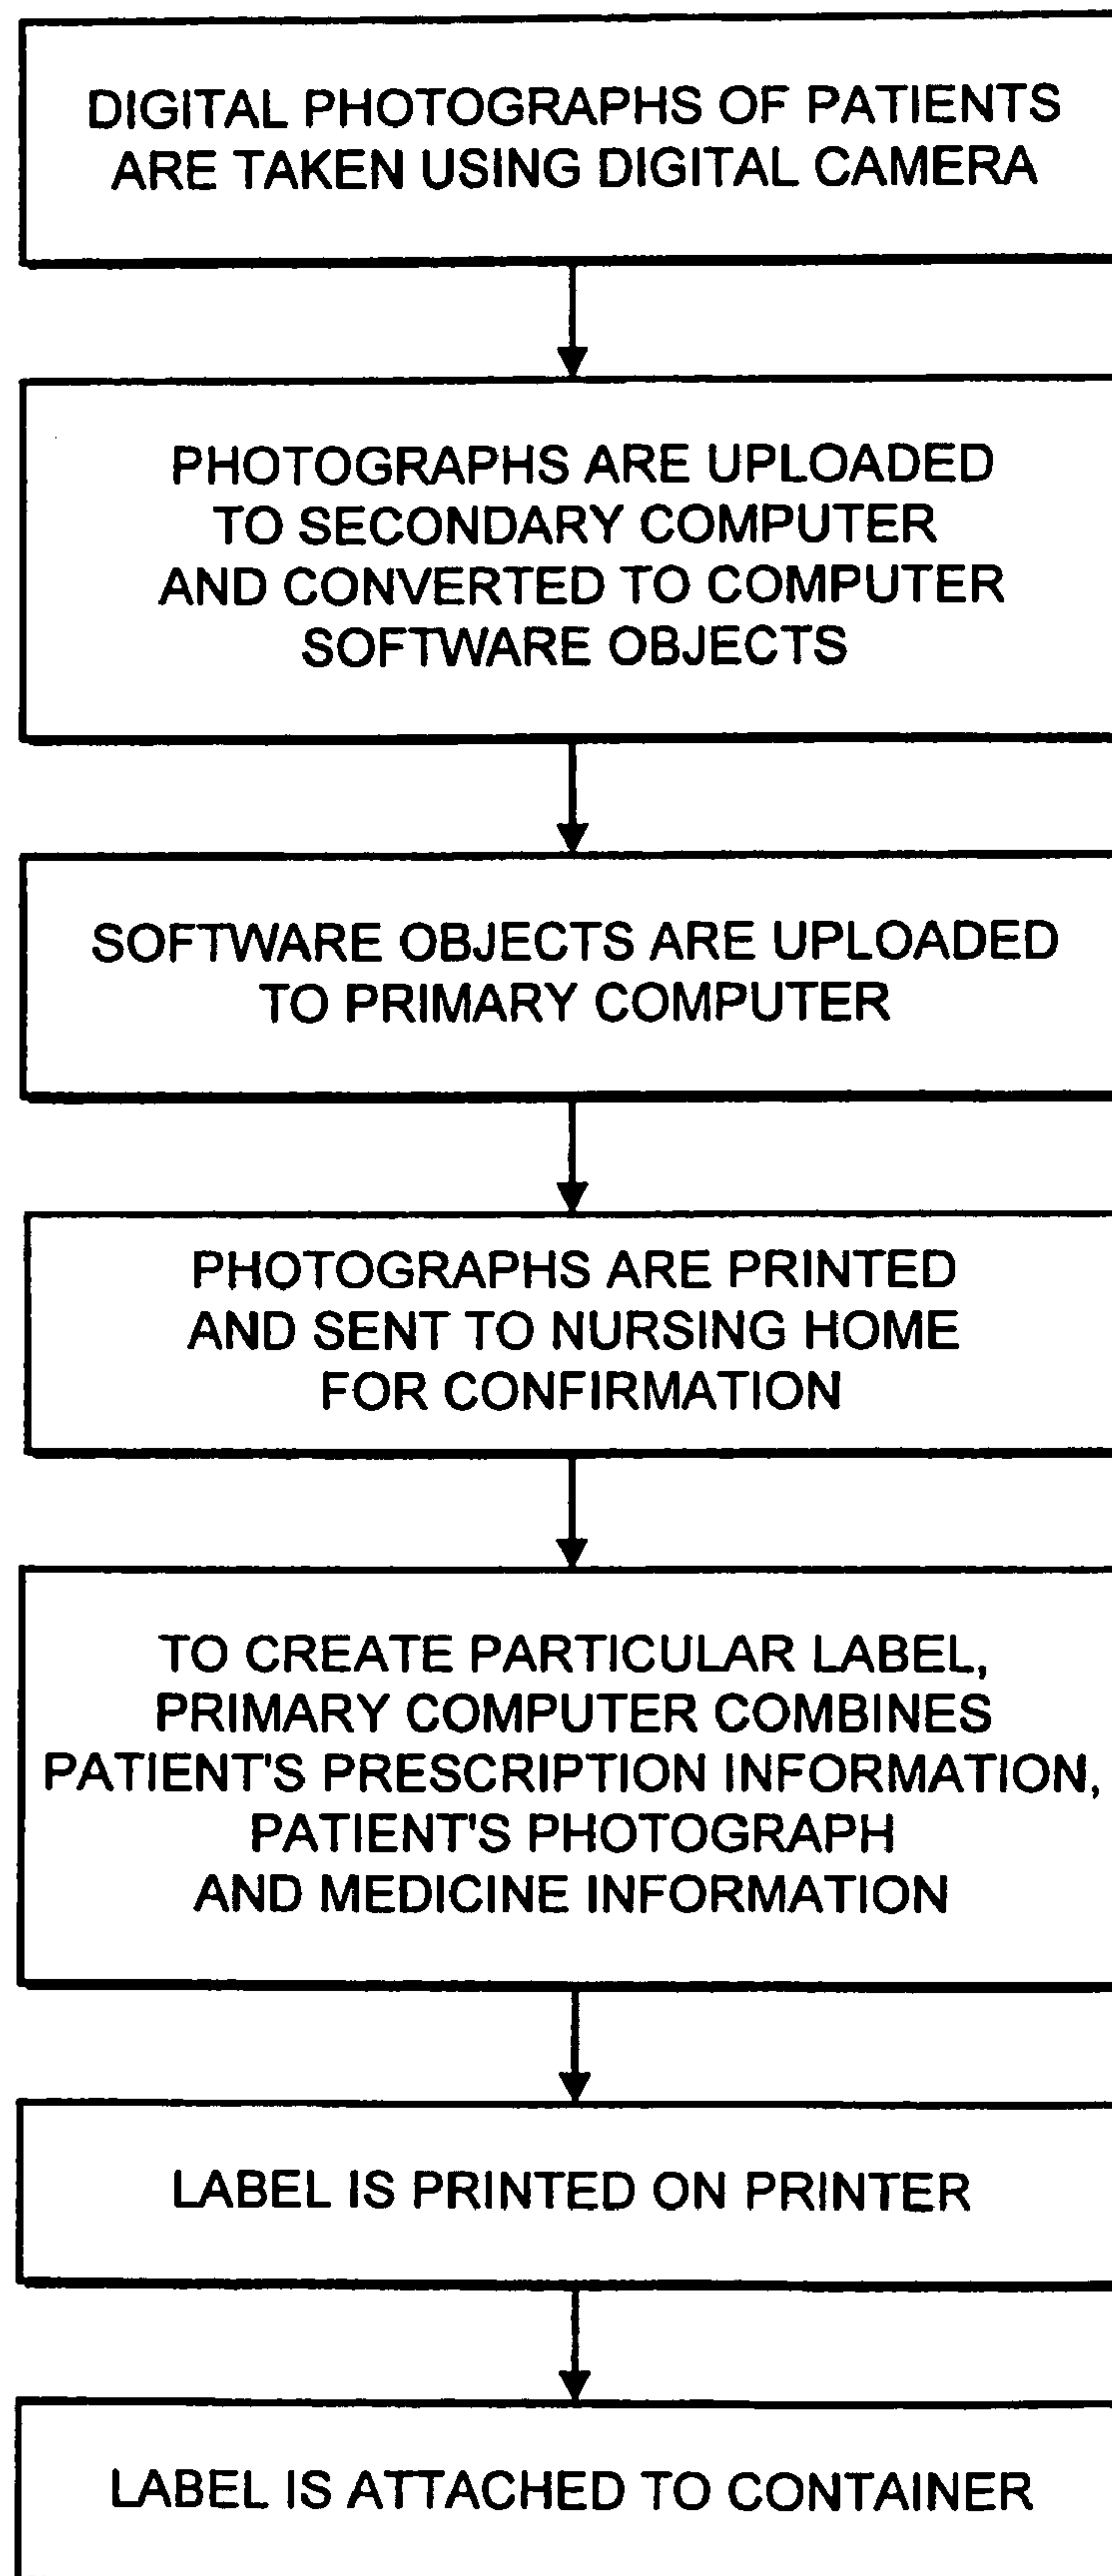 DIGITAL PHOTOGRAPHS OF PATIENTS
ARE TAKEN USING DIGITAL CAMERA
PHOTOGRAPHS ARE UPLOADED
TO SECONDARY COMPUTER
AND CONVERTED TO COMPUTER
SOFTWARE OBJECTS
SOFTWARE OBJECTS ARE UPLOADED
TO PRIMARY COMPUTER
PHOTOGRAPHS ARE PRINTED
AND SENT TO NURSING HOME
FOR CONFIRMATION
TO CREATE PARTICULAR LABEL,
PRIMARY COMPUTER COMBINES
PATIENT'S PRESCRIPTION INFORMATION,
PATIENT'S PHOTOGRAPH
AND MEDICINE INFORMATION
LABEL IS PRINTED ON PRINTER
LABEL IS ATTACHED TO CONTAINER